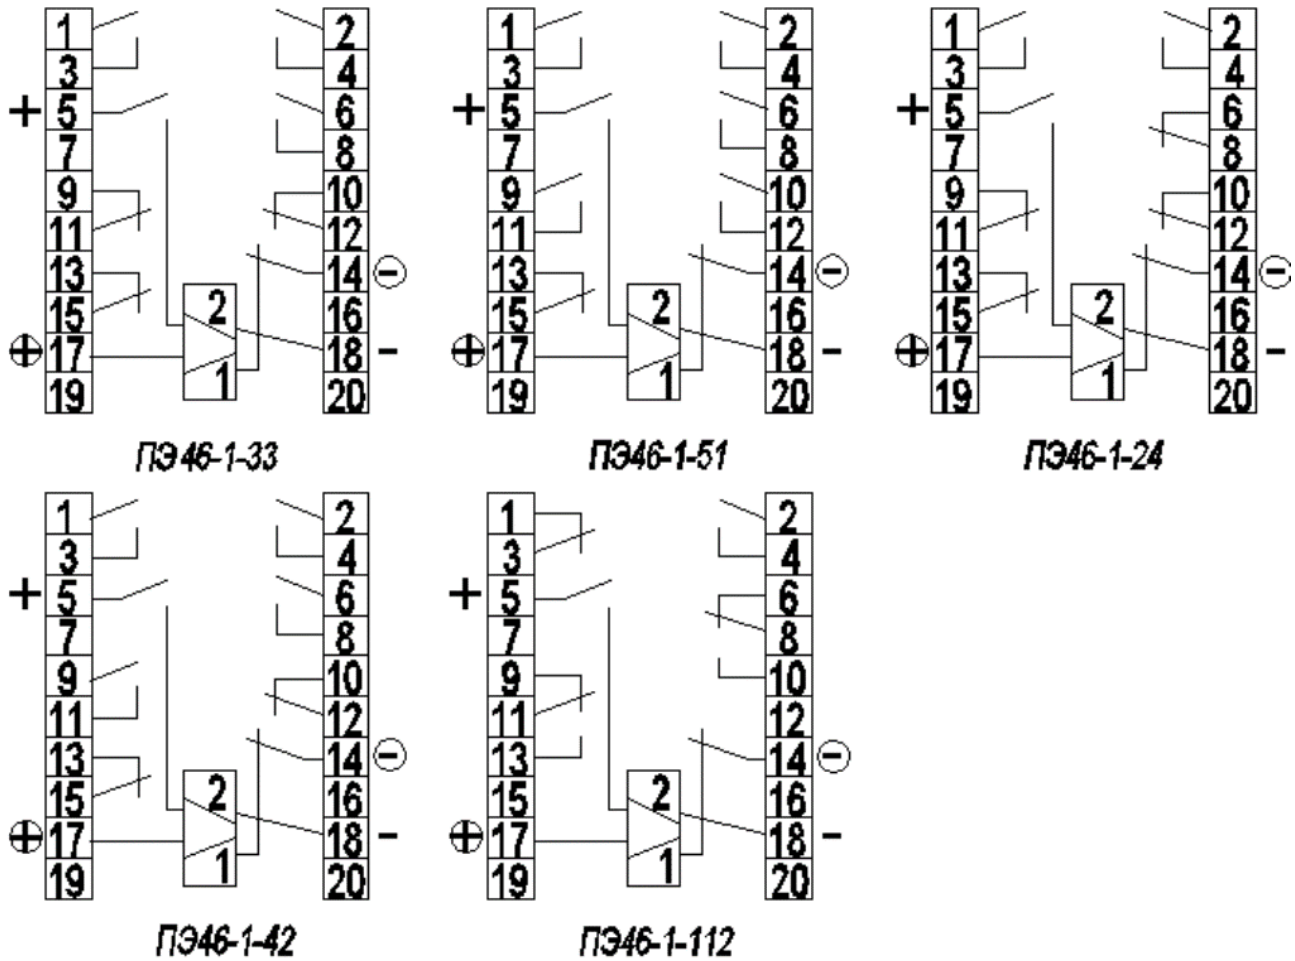 1 2 1 2 1 2
3 4 3 4 3 4
+ 5 6 + 5 6 + 5 6
7 8 7 8 7 8
9 10 9 10 9 10
11 12 11 12 11 12
13 14 - 13 14 - 13 14 -
15 2 16 15 2 16 15 2 16
+ 17 18 - + 17 18 - + 17 18 -
19 1 20 19 1 20 19 1 20
ПЭ46-1-33 ПЭ46-1-51 ПЭ46-1-24
1 2 1 2
3 4 3 4
+ 5 6 + 5 6
7 8 7 8
9 10 9 10
11 12 11 12
13 14 - 13 14 -
15 2 16 15 2 16
+ 17 18 - + 17 18 -
19 1 20 19 1 20
ПЭ46-1-42 ПЭ46-1-112